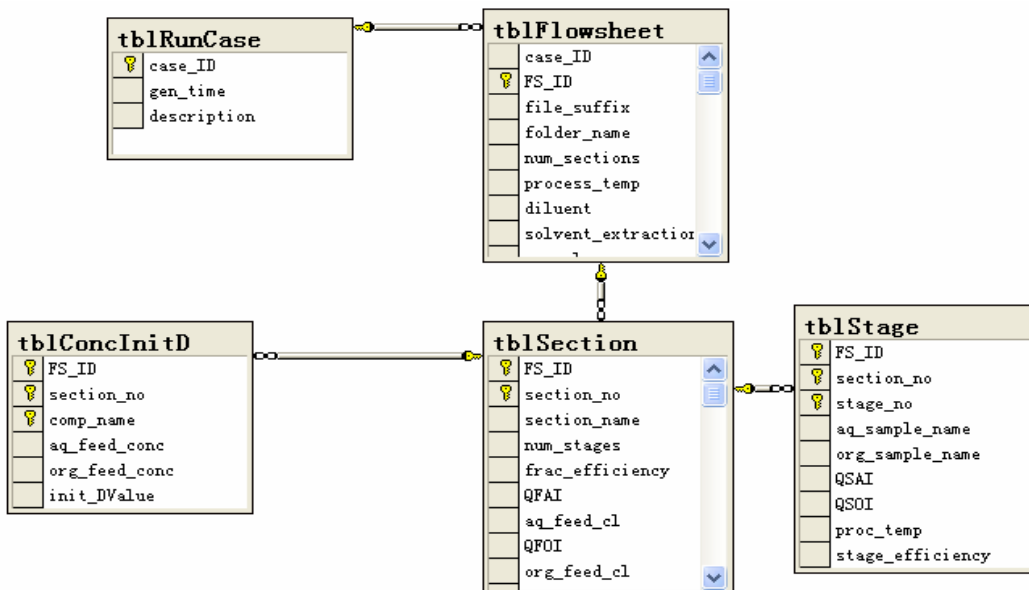 tblRunCase
case_ID
gen_time
description
tblFlowsheet
case_ID
FS_ID
file_suffix
folder_name
num_sections
process_temp
diluent
solvent_extraction
tblConcInitD
FS_ID
section_no
comp_name
aq_feed_conc
org_feed_conc
init_DValue
tblSection
FS_ID
section_no
section_name
num_stages
frac_efficiency
QFAI
aq_feed_cl
QFOI
org_feed_cl
tblStage
FS_ID
section_no
stage_no
aq_sample_name
org_sample_name
QSAI
QSOI
proc_temp
stage_efficiency